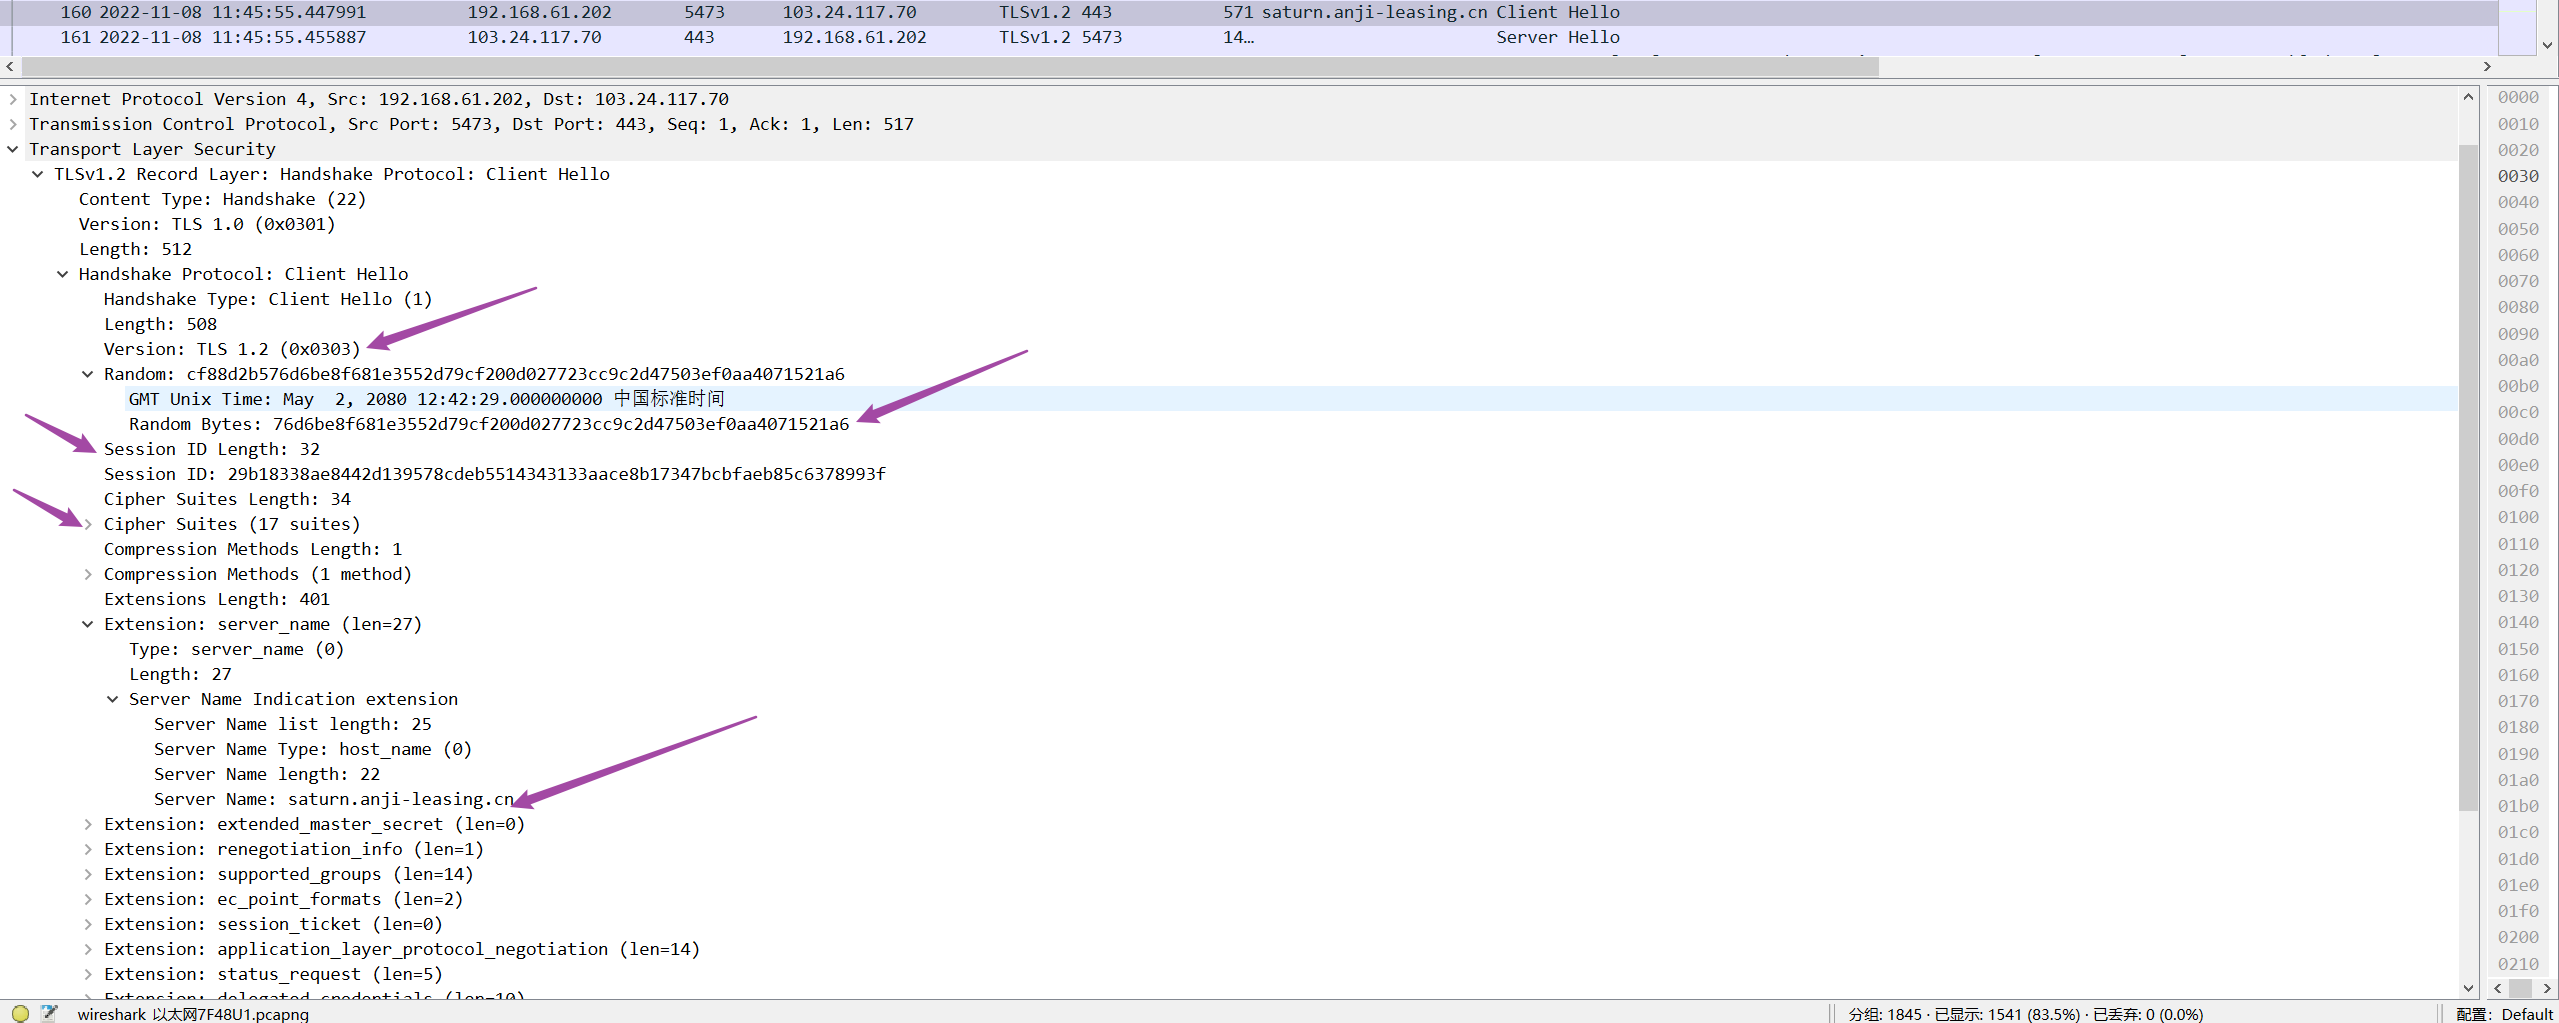 160 2022-11-08 11:45:55.447991 192.168.61.202 5473 103.24.117.70 TLSv1.2 443 571 saturn.anji-leasing.cn Client Hello
161 2022-11-08 11:45:55.455887 103.24.117.70 443 192.168.61.202 TLSv1.2 5473 14… Server Hello
Internet Protocol Version 4, Src: 192.168.61.202, Dst: 103.24.117.70
Transmission Control Protocol, Src Port: 5473, Dst Port: 443, Seq: 1, Ack: 1, Len: 517
Transport Layer Security
TLSv1.2 Record Layer: Handshake Protocol: Client Hello
Content Type: Handshake (22)
Version: TLS 1.0 (0x0301)
Length: 512
Handshake Protocol: Client Hello
Handshake Type: Client Hello (1)
Length: 508
Version: TLS 1.2 (0x0303)
Random: cf88d2b576d6be8f681e3552d79cf200d027723cc9c2d47503ef0aa4071521a6
GMT Unix Time: May  2, 2080 12:42:29.000000000 中国标准时间
Random Bytes: 76d6be8f681e3552d79cf200d027723cc9c2d47503ef0aa4071521a6
Session ID Length: 32
Session ID: 29b18338ae8442d139578cdeb5514343133aace8b17347bcbfaeb85c6378993f
Cipher Suites Length: 34
Cipher Suites (17 suites)
Compression Methods Length: 1
Compression Methods (1 method)
Extensions Length: 401
Extension: server_name (len=27)
Type: server_name (0)
Length: 27
Server Name Indication extension
Server Name list length: 25
Server Name Type: host_name (0)
Server Name length: 22
Server Name: saturn.anji-leasing.cn
Extension: extended_master_secret (len=0)
Extension: renegotiation_info (len=1)
Extension: supported_groups (len=14)
Extension: ec_point_formats (len=2)
Extension: session_ticket (len=0)
Extension: application_layer_protocol_negotiation (len=14)
Extension: status_request (len=5)
Extension: delegated_credentials (len=10)
0000
0010
0020
0030
0040
0050
0060
0070
0080
0090
00a0
00b0
00c0
00d0
00e0
00f0
0100
0110
0120
0130
0140
0150
0160
0170
0180
0190
01a0
01b0
01c0
01d0
01e0
01f0
0200
0210
wireshark_以太网7F48U1.pcapng
分组: 1845 · 已显示: 1541 (83.5%) · 已丢弃: 0 (0.0%)
配置: Default